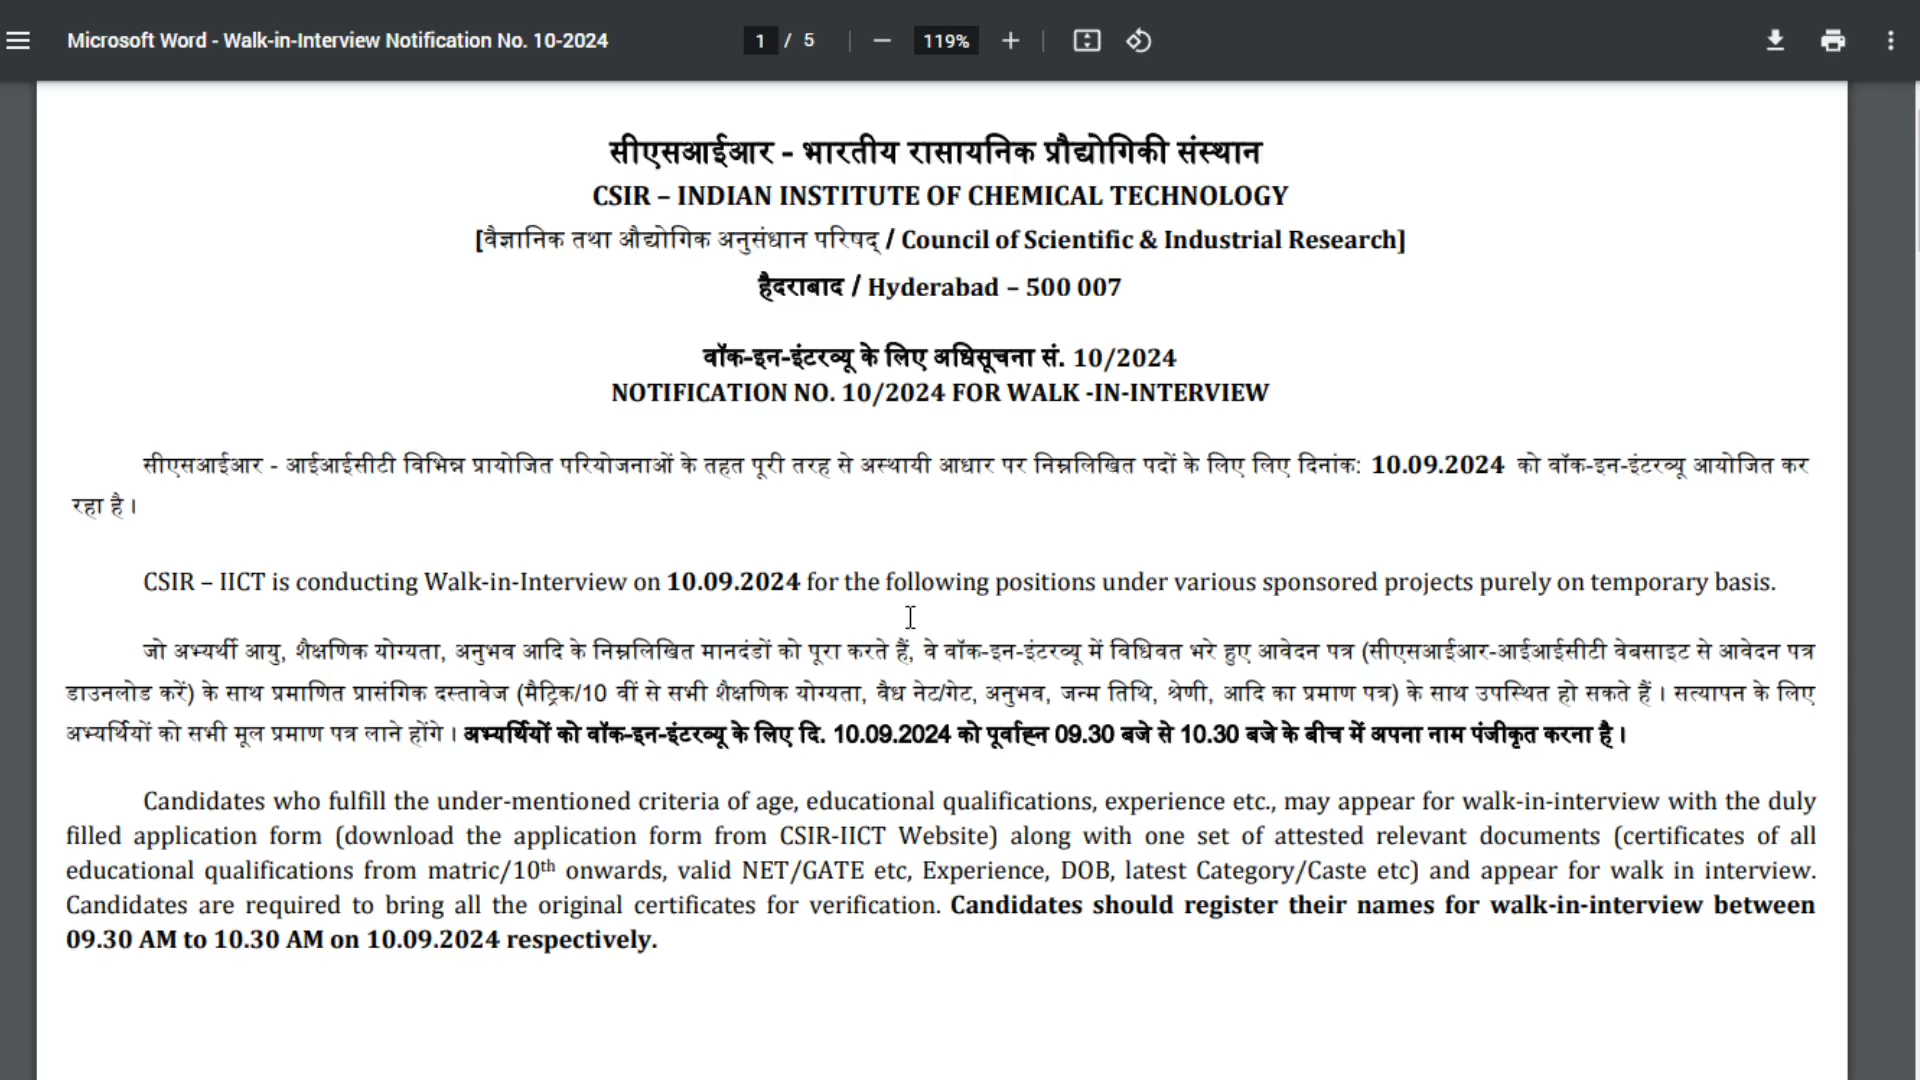 Microsoft Word - Walk-in-Interview Notification No. 10-2024
1 / 5
119%
सीएसआईआर - भारतीय रासायनिक प्रौद्योगिकी संस्थान
CSIR – INDIAN INSTITUTE OF CHEMICAL TECHNOLOGY
[वैज्ञानिक तथा औद्योगिक अनुसंधान परिषद् / Council of Scientific & Industrial Research]
हैदराबाद / Hyderabad – 500 007
वॉक-इन-इंटरव्यू के लिए अधिसूचना सं. 10/2024
NOTIFICATION NO. 10/2024 FOR WALK -IN-INTERVIEW
सीएसआईआर - आईआईसीटी विभिन्न प्रायोजित परियोजनाओं के तहत पूरी तरह से अस्थायी आधार पर निम्नलिखित पदों के लिए लिए दिनांक: 10.09.2024 को वॉक-इन-इंटरव्यू आयोजित कर
रहा है ।
CSIR – IICT is conducting Walk-in-Interview on 10.09.2024 for the following positions under various sponsored projects purely on temporary basis.
जो अभ्यर्थी आयु, शैक्षणिक योग्यता, अनुभव आदि के निम्नलिखित मानदंडों को पूरा करते हैं, वे वॉक-इन-इंटरव्यू में विधिवत भरे हुए आवेदन पत्र (सीएसआईआर-आईआईसीटी वेबसाइट से आवेदन पत्र
डाउनलोड करें) के साथ प्रमाणित प्रासंगिक दस्तावेज (मैट्रिक/10 वीं से सभी शैक्षणिक योग्यता, वैध नेट/गेट, अनुभव, जन्म तिथि, श्रेणी, आदि का प्रमाण पत्र) के साथ उपस्थित हो सकते हैं । सत्यापन के लिए
अभ्यर्थियों को सभी मूल प्रमाण पत्र लाने होंगे । अभ्यर्थियों को वॉक-इन-इंटरव्यू के लिए दि. 10.09.2024 को पूर्वाह्न 09.30 बजे से 10.30 बजे के बीच में अपना नाम पंजीकृत करना है ।
Candidates who fulfill the under-mentioned criteria of age, educational qualifications, experience etc., may appear for walk-in-interview with the duly
filled application form (download the application form from CSIR-IICT Website) along with one set of attested relevant documents (certificates of all
educational qualifications from matric/10th onwards, valid NET/GATE etc, Experience, DOB, latest Category/Caste etc) and appear for walk in interview.
Candidates are required to bring all the original certificates for verification. Candidates should register their names for walk-in-interview between
09.30 AM to 10.30 AM on 10.09.2024 respectively.